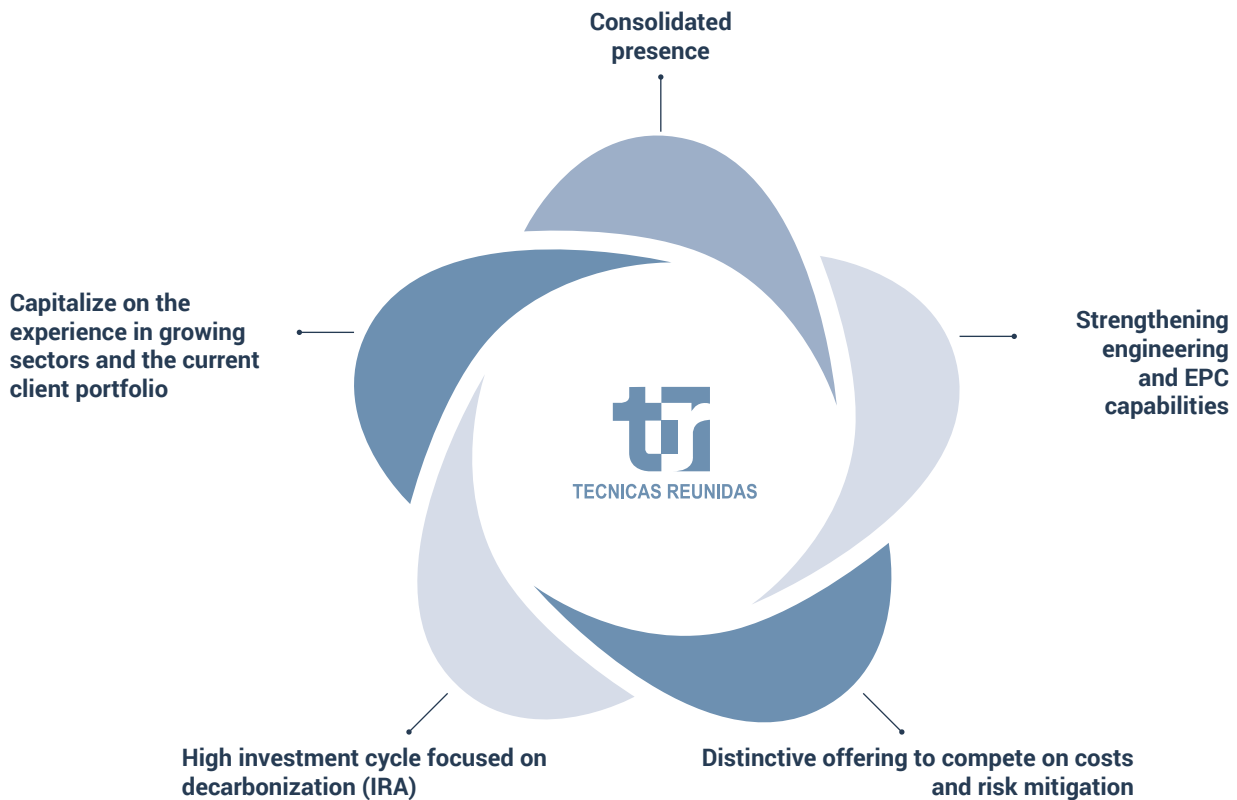 Consolidated
presence
Capitalize on the
experience in growing
sectors and the current
client portfolio
Strengthening
engineering
and EPC
capabilities
tr
TECNICAS REUNIDAS
High investment cycle focused on
decarbonization (IRA)
Distinctive offering to compete on costs
and risk mitigation